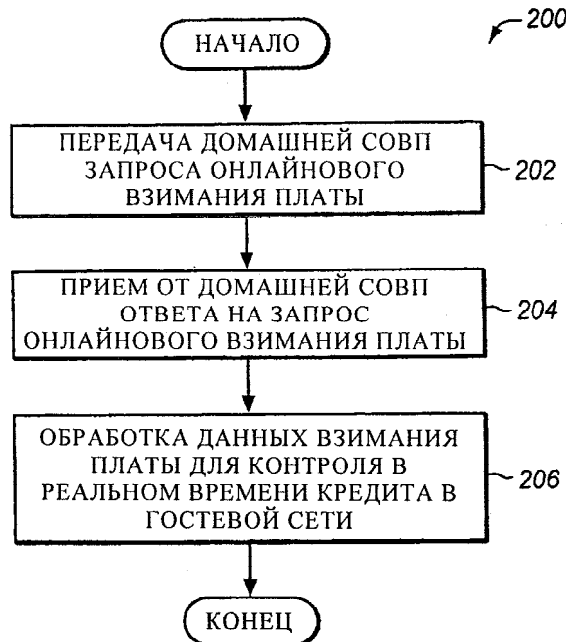 200
НАЧАЛО
ПЕРЕДАЧА ДОМАШНЕЙ СОВП
ЗАПРОСА ОНЛАЙНОВОГО
ВЗИМАНИЯ ПЛАТЫ
202
ПРИЕМ ОТ ДОМАШНЕЙ СОВП
ОТВЕТА НА ЗАПРОС
ОНЛАЙНОВОГО ВЗИМАНИЯ ПЛАТЫ
204
ОБРАБОТКА ДАННЫХ ВЗИМАНИЯ
ПЛАТЫ ДЛЯ КОНТРОЛЯ В
РЕАЛЬНОМ ВРЕМЕНИ КРЕДИТА В
ГОСТЕВОЙ СЕТИ
206
КОНЕЦ